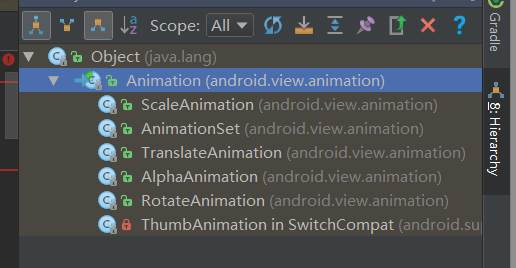 Scope: All
Object (java.lang)
Animation (android.view.animation)
ScaleAnimation (android.view.animation)
AnimationSet (android.view.animation)
TranslateAnimation (android.view.animation)
AlphaAnimation (android.view.animation)
RotateAnimation (android.view.animation)
ThumbAnimation in SwitchCompat (android.su
Gradle
8: Hierarchy